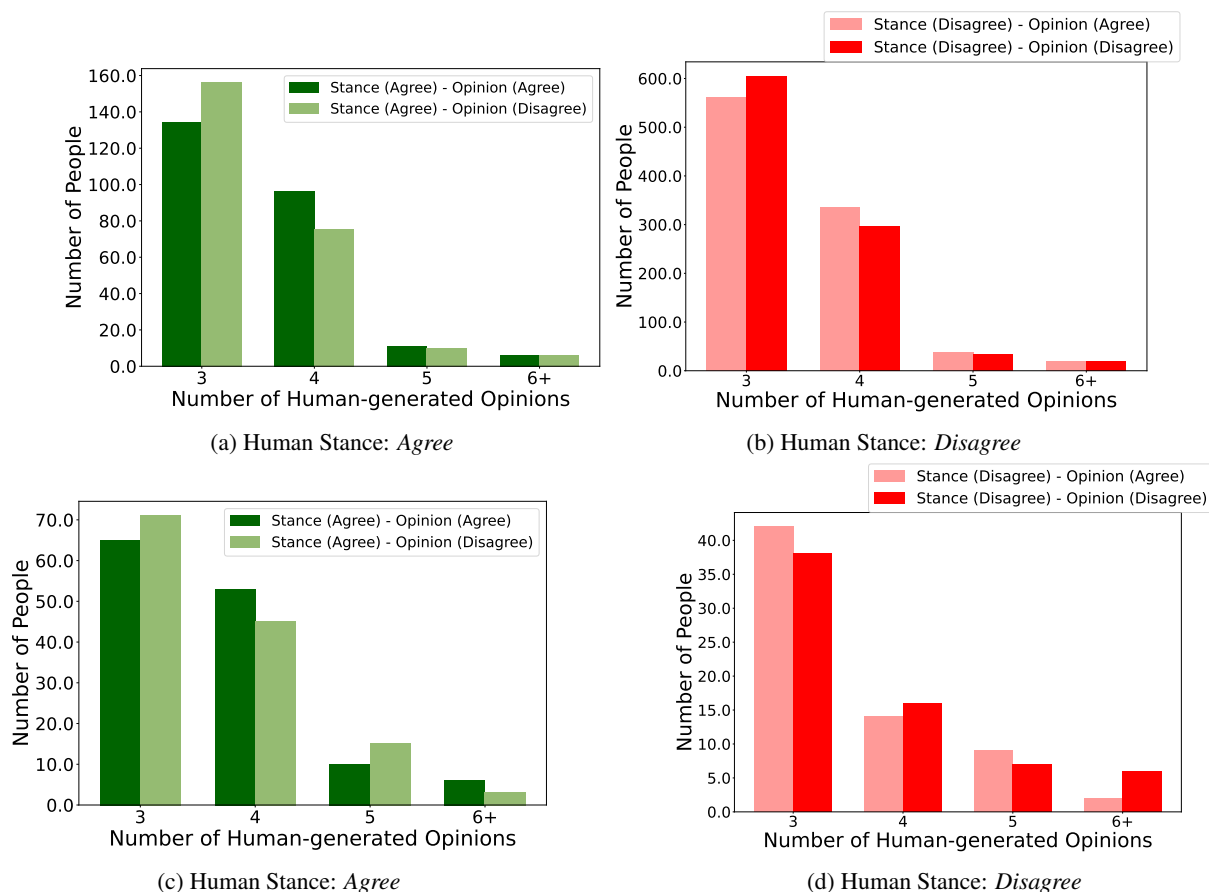 Stance (Agree) - Opinion (Agree)
Stance (Agree) - Opinion (Disagree)
160.0
140.0
120.0
100.0
80.0
60.0
40.0
20.0
0.0
Number of People
3 4 5 6+
Number of Human-generated Opinions
(a) Human Stance: Agree
Stance (Disagree) - Opinion (Agree)
Stance (Disagree) - Opinion (Disagree)
600.0
500.0
400.0
300.0
200.0
100.0
0.0
Number of People
3 4 5 6+
Number of Human-generated Opinions
(b) Human Stance: Disagree
Stance (Agree) - Opinion (Agree)
Stance (Agree) - Opinion (Disagree)
70.0
60.0
50.0
40.0
30.0
20.0
10.0
0.0
Number of People
3 4 5 6+
Number of Human-generated Opinions
(c) Human Stance: Agree
Stance (Disagree) - Opinion (Agree)
Stance (Disagree) - Opinion (Disagree)
40.0
35.0
30.0
25.0
20.0
15.0
10.0
5.0
0.0
Number of People
3 4 5 6+
Number of Human-generated Opinions
(d) Human Stance: Disagree